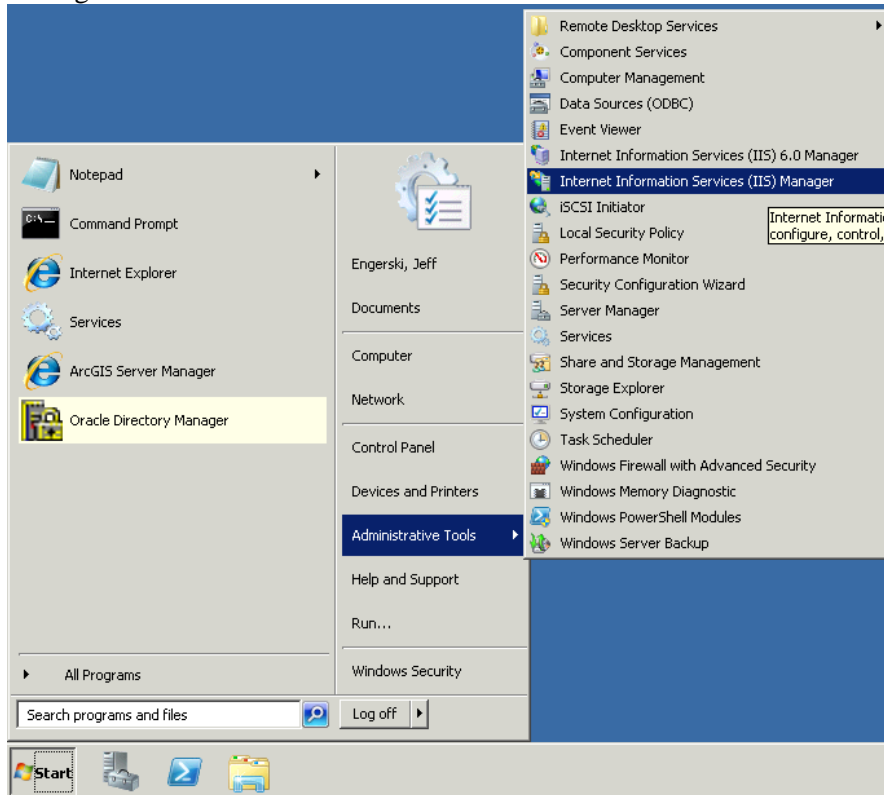 Notepad
Command Prompt
Internet Explorer
Services
ArcGIS Server Manager
Oracle Directory Manager
All Programs
Search programs and files
Engerski, Jeff
Documents
Computer
Network
Control Panel
Devices and Printers
Administrative Tools
Help and Support
Run...
Windows Security
Log off
Remote Desktop Services
Component Services
Computer Management
Data Sources (ODBC)
Event Viewer
Internet Information Services (IIS) 6.0 Manager
Internet Information Services (IIS) Manager
iSCSI Initiator
Local Security Policy
Performance Monitor
Security Configuration Wizard
Server Manager
Services
Share and Storage Management
Storage Explorer
System Configuration
Task Scheduler
Windows Firewall with Advanced Security
Windows Memory Diagnostic
Windows PowerShell Modules
Windows Server Backup
Internet Informati
configure, control,
Start